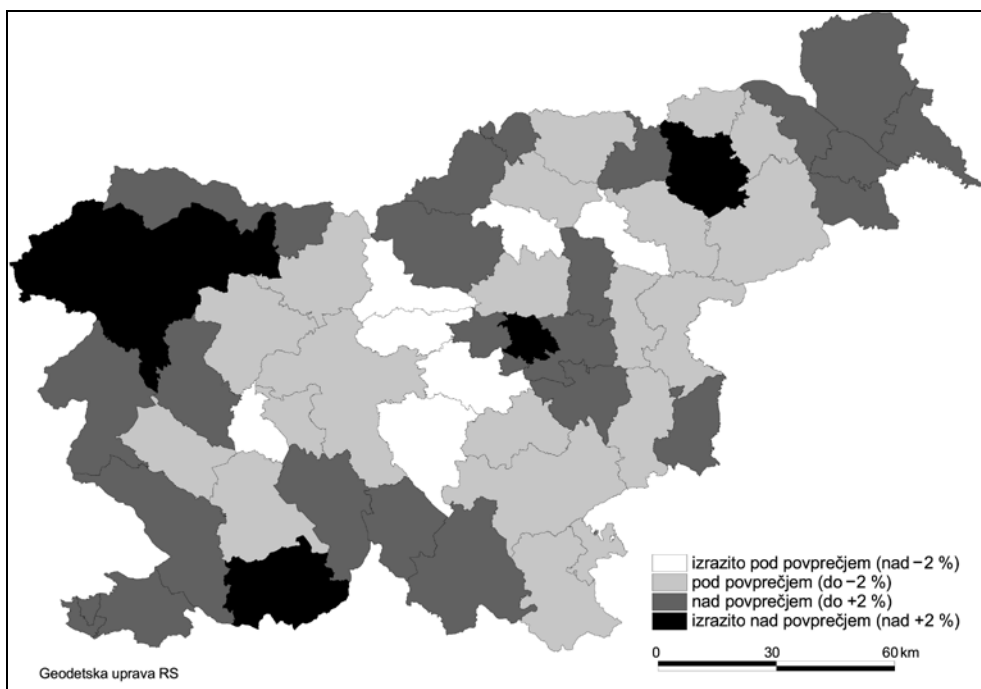 izrazito pod povprečjem (nad −2 %)
pod povprečjem (do −2 %)
nad povprečjem (do +2 %)
izrazito nad povprečjem (nad +2 %)
0 30 60 km
Geodetska uprava RS